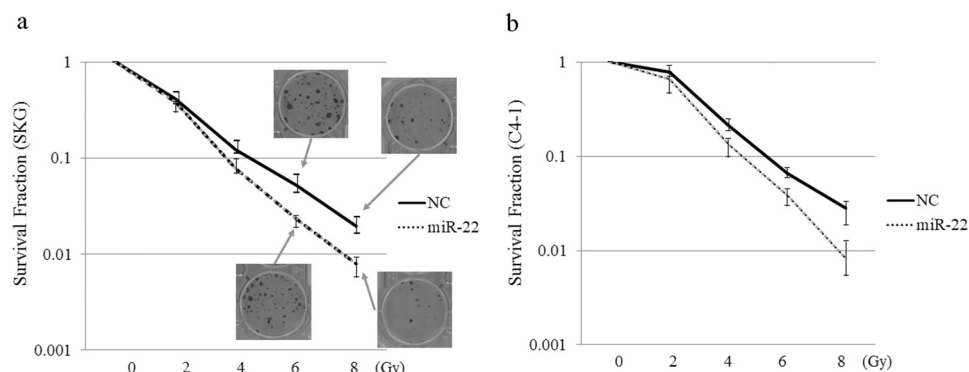 a
Survival Fraction (SKG)
1
0.1
0.01
0.001
0 2 4 6 8 (Gy)
NC
miR-22
b
Survival Fraction (C4-1)
1
0.1
0.01
0.001
0 2 4 6 8 (Gy)
NC
miR-22